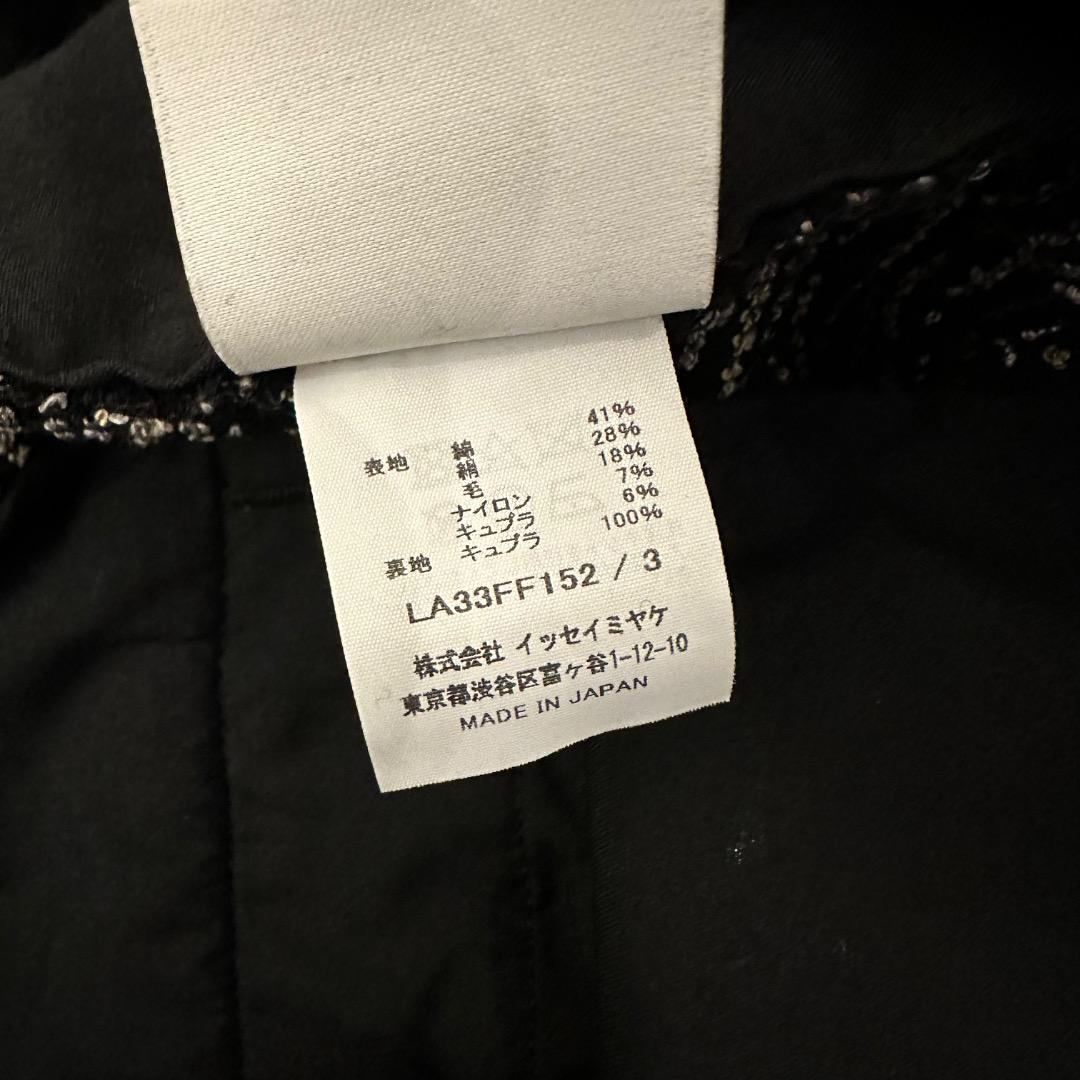 表地 綿 41%
絹 28%
毛 18%
ナイロン 7%
キュプラ 6%
裏地 キュプラ 100%
LA33FF152 / 3
株式会社 イッセイミヤケ
東京都渋谷区富ヶ谷1-12-10
MADE IN JAPAN